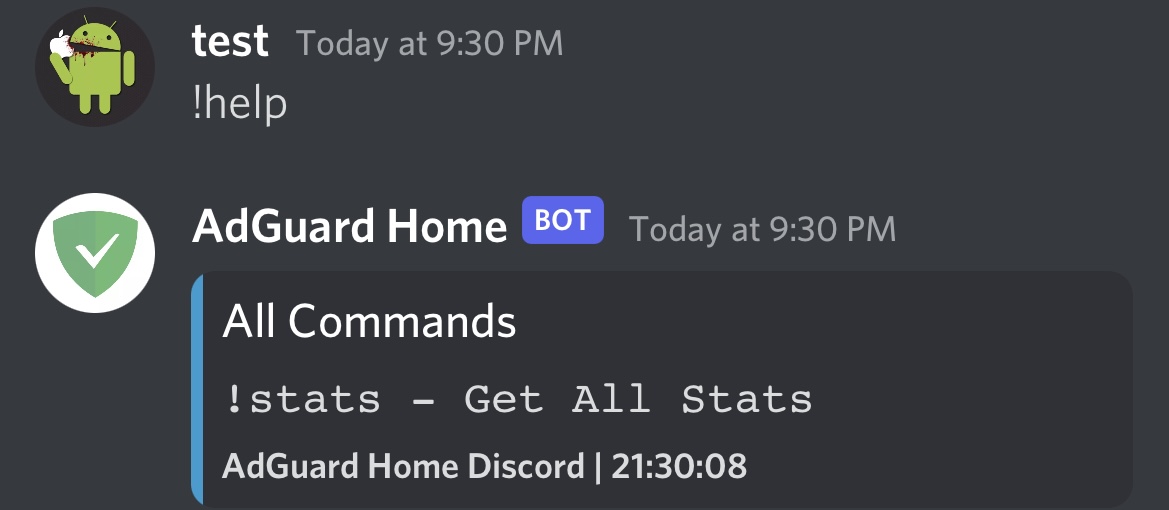 test Today at 9:30 PM
!help
AdGuard Home BOT Today at 9:30 PM
All Commands
!stats – Get All Stats
AdGuard Home Discord | 21:30:08